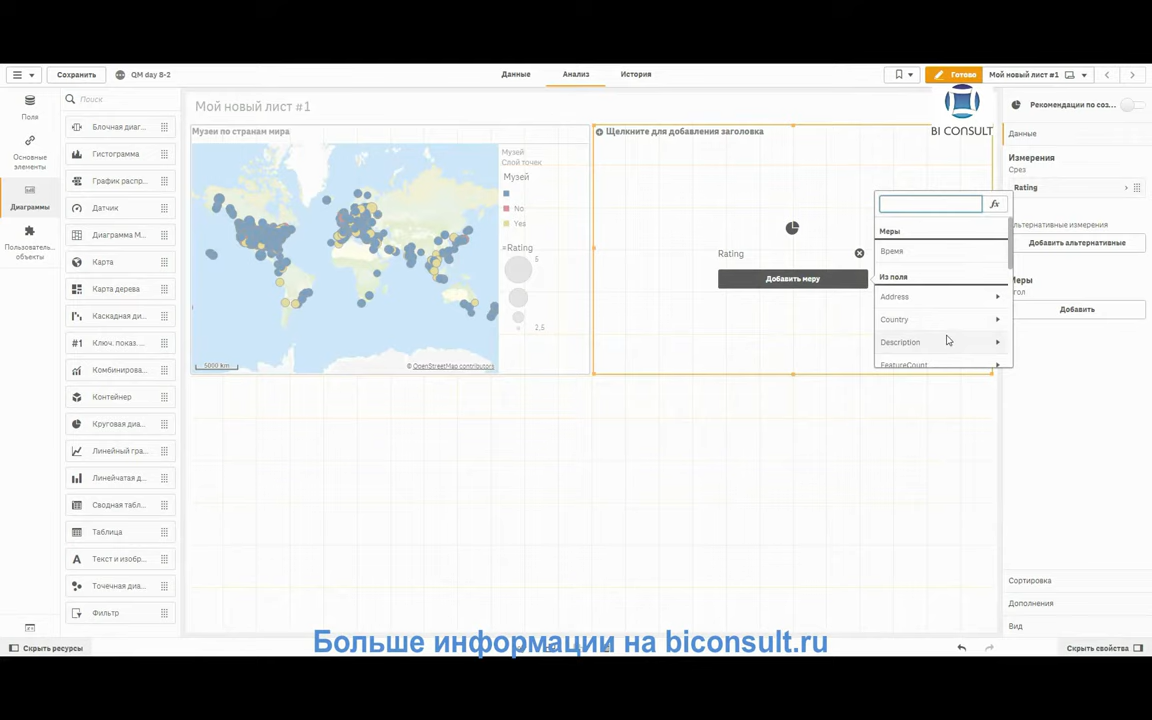 Сохранить
QM day B-2
Данные
Анализ
История
Готово
Мой новый лист #1
Поля
Основные
элементы
Диаграммы
Пользователь...
объекты
Поиск
Блочная диаг...
Гистограмма
График распр...
Датчик
Диаграмма М...
Карта
Карта дерева
Каскадная ди...
#1 Ключ. показ...
Комбинирова...
Контейнер
Круговая диа...
Линейный гра...
Линейчатая д...
Сводная табл...
Таблица
A Текст и изобр...
Точечная диа...
Фильтр
Скрыть ресурсы
Мой новый лист #1
Музеи по странам мира
Музей
Слой точек
Музей
No
Yes
=Rating
5
2,5
5000 km
© OpenStreetMap contributors
Щелкните для добавления заголовка
Rating
Добавить меру
BI CONSULT
fx
Меры
Время
Из поля
Address
Country
Description
FeatureCount
Рекомендации по соз...
Данные
Измерения
Срез
Rating
Альтернативные измерения
Добавить альтернативные
Меры
Угол
Добавить
Сортировка
Дополнения
Вид
Скрыть свойства
Больше информации на biconsult.ru